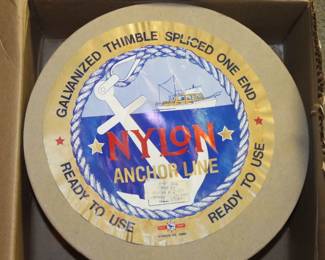 GALVANIZED THIMBLE SPLICED ONE END
NYLON
ANCHOR LINE
READY TO USE
READY TO USE